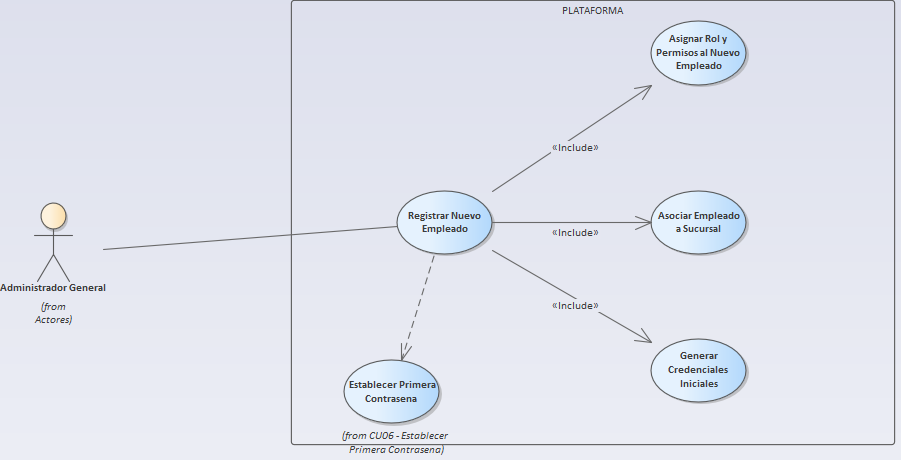 PLATAFORMA
Asignar Rol y
Permisos al Nuevo
Empleado
«Include»
Registrar Nuevo
Empleado
Asociar Empleado
a Sucursal
«Include»
Administrador General
(from
Actores)
«Include»
Generar
Credenciales
Iniciales
Establecer Primera
Contrasena
(from CU06 - Establecer
Primera Contrasena)